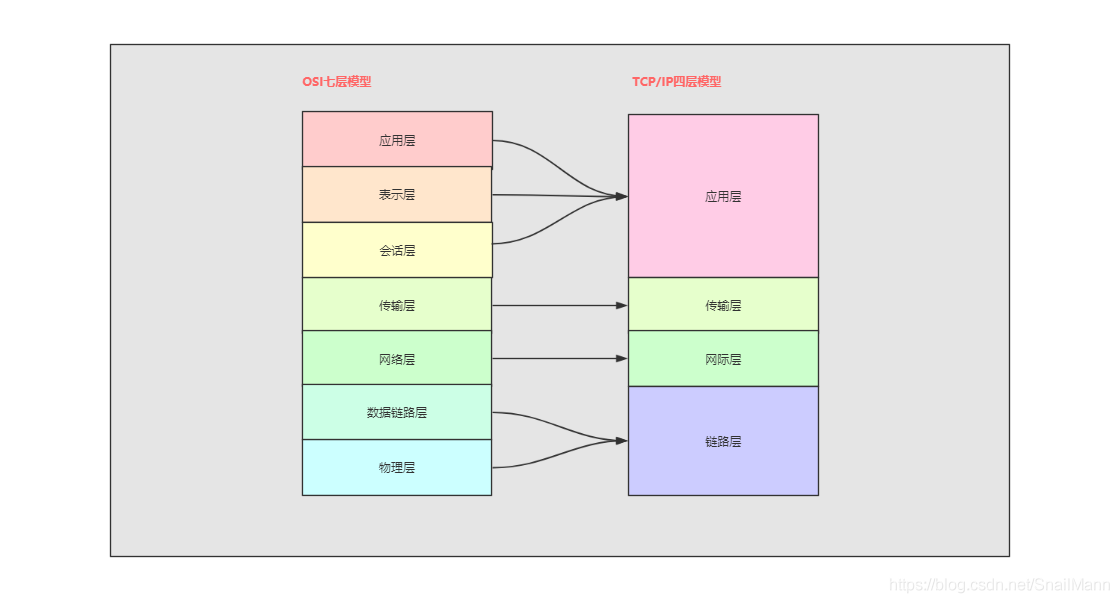 OSI七层模型
TCP/IP四层模型
应用层
表示层
会话层
传输层
网络层
数据链路层
物理层
应用层
传输层
网际层
链路层
https://blog.csdn.net/SnailMann